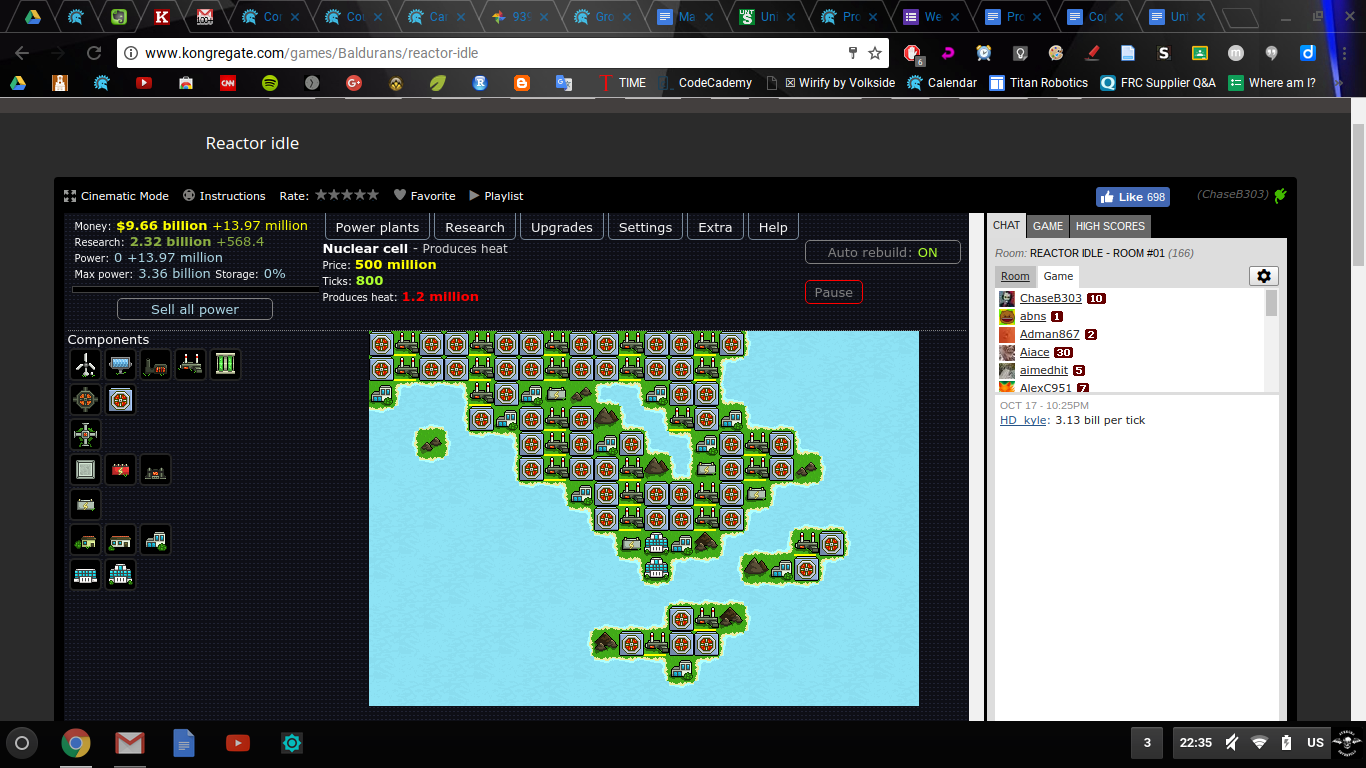 100+
Co
Co
Ca
939
Gro
Ma
Uni
Pro
We
Pro
Co
Uni
www.kongregate.com/games/Baldurans/reactor-idle
6
CNN
TIME
CodeCademy
Wirify by Volkside
Calendar
Titan Robotics
FRC Supplier Q&A
Where am I?
Reactor idle
Cinematic Mode Instructions Rate: Favorite Playlist
Like 698
(ChaseB303)
Money: $9.66 billion +13.97 million
Research: 2.32 billion +568.4
Power: 0 +13.97 million
Max power: 3.36 billion Storage: 0%
Sell all power
Power plants Research Upgrades Settings Extra Help
Nuclear cell - Produces heat
Price: 500 million
Ticks: 800
Produces heat: 1.2 million
Auto rebuild: ON
Pause
Components
CHAT GAME HIGH SCORES
Room: REACTOR IDLE - ROOM #01 (166)
Room Game
ChaseB303 10
abns 1
Adman867 2
Aiace 30
aimedhit 5
AlexC951 7
OCT 17 - 10:25PM
HD_kyle: 3.13 bill per tick
3
22:35 US